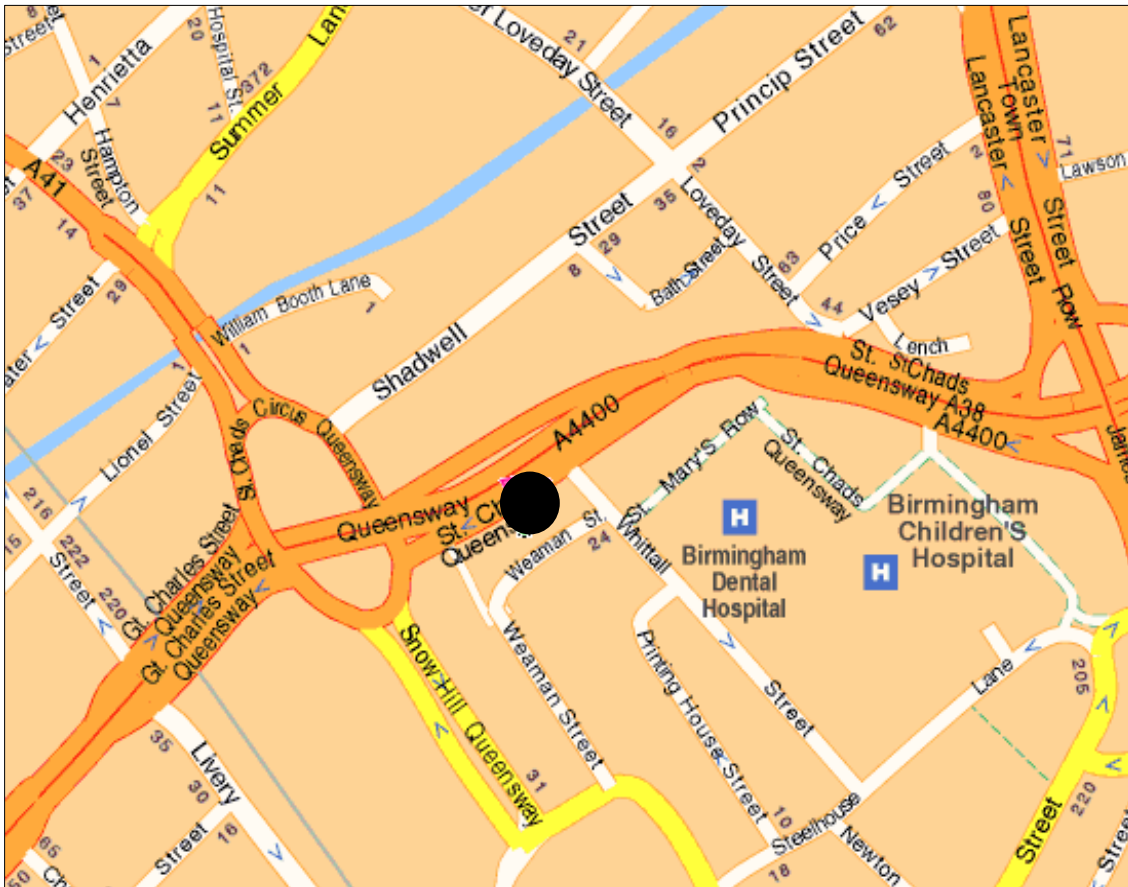 8
Street
1
20
Hospital St.
372
Lan
Henrietta
7
11
Summer
Hampton
Street
11
A41
23
37
14
29
er Loveday Street
21
62
Princip Street
16
2
Lancaster
Town
Lancaster
Street
Street Row
71
Lawson
Street
35
Loveday Street
Price Street
2
80
29
8
Bath Street
63
44
Vesey Street
Lench
William Booth Lane
1
1
ater Street
1
Lionel Street
Shadwell
Circus Queensway
St. Chads
St. Chads
Queensway A38
A4400
A4400
Queensway
St. Mary'S Row
St. Chads
Queensway
Birmingham
Children'S
Hospital
H
H
Birmingham
Dental
Hospital
Weaman St
24
Whittall
Street
216
15
222
220
Street
Gt. Charles Street
Queensway
Gt. Charles Street
Queensway
Snow Hill Queensway
Weaman Street
31
Printing House Street
10
Lane
Steelhouse
18
Newton
205
220
Street
Street
35
Livery
30
16
Street
65
50
Ch